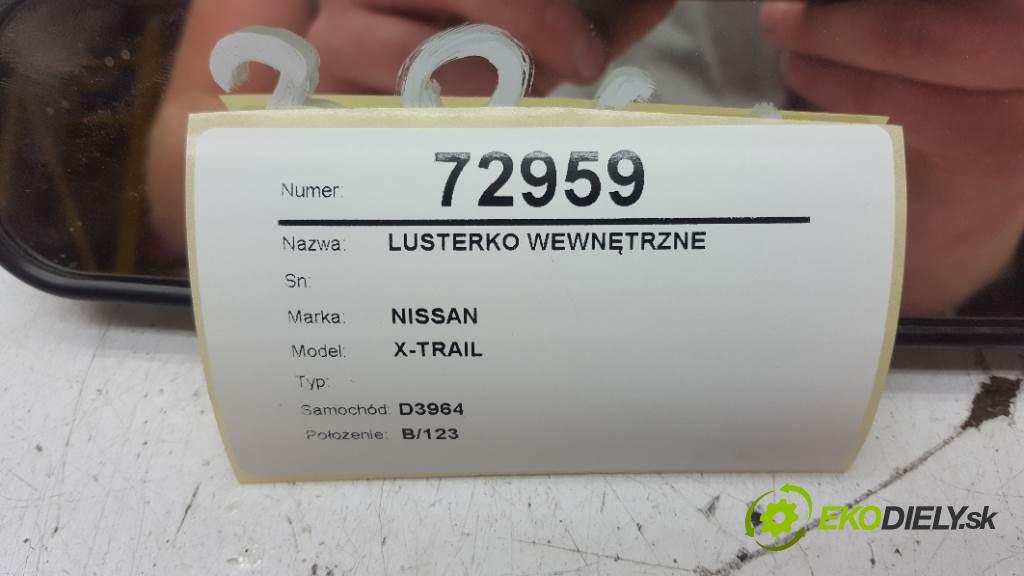 Numer: 72959
Nazwa: LUSTERKO WEWNĘTRZNE
Sn:
Marka: NISSAN
Model: X-TRAIL
Typ:
Samochód: D3964
Położenie: B/123
EKODIELY.sk